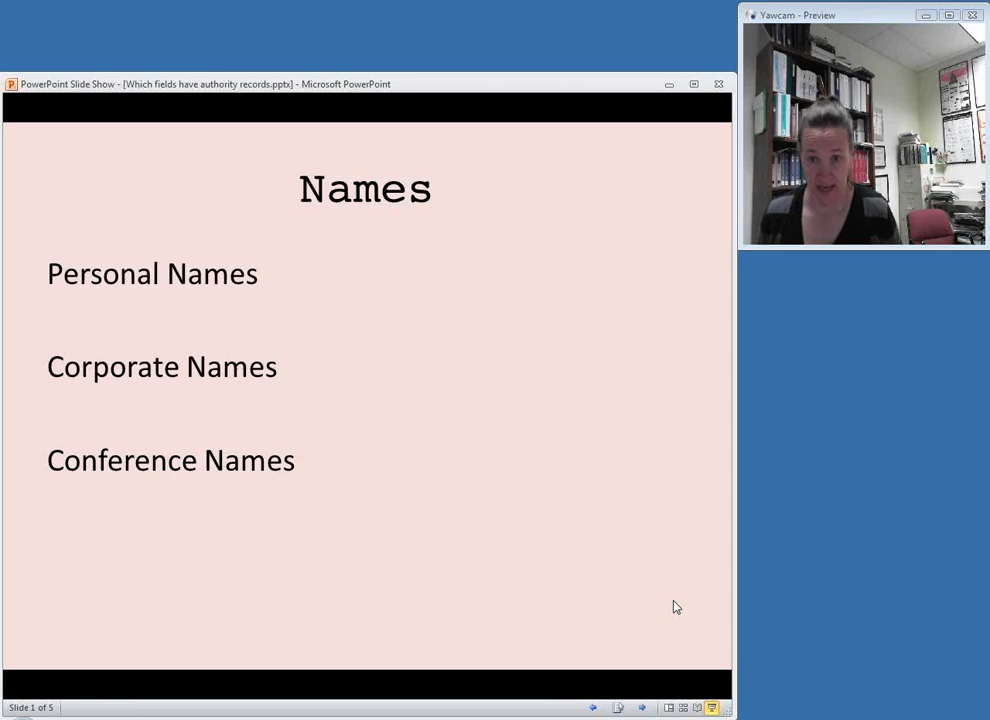 Yawcam - Preview
PowerPoint Slide Show - [Which fields have authority records.pptx] - Microsoft PowerPoint
Names
Personal Names
Corporate Names
Conference Names
Slide 1 of 5